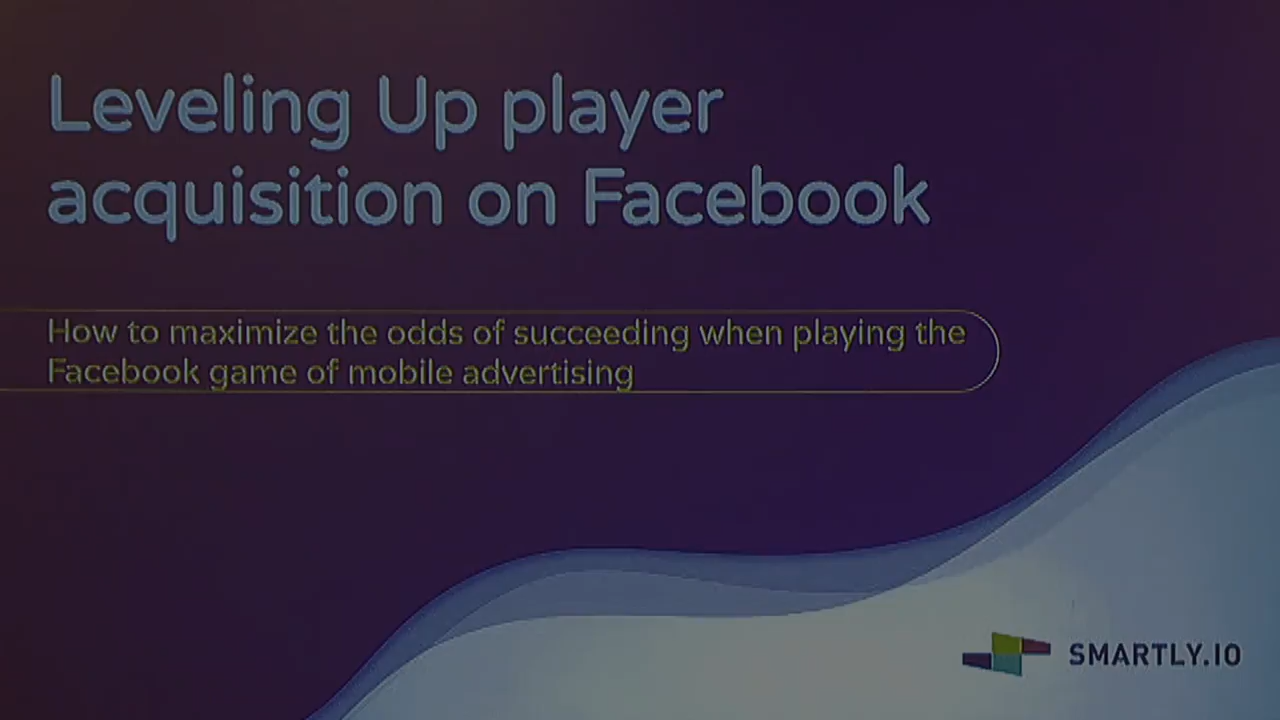 Leveling Up player
acquisition on Facebook
How to maximize the odds of succeeding when playing the
Facebook game of mobile advertising
SMARTLY.IO